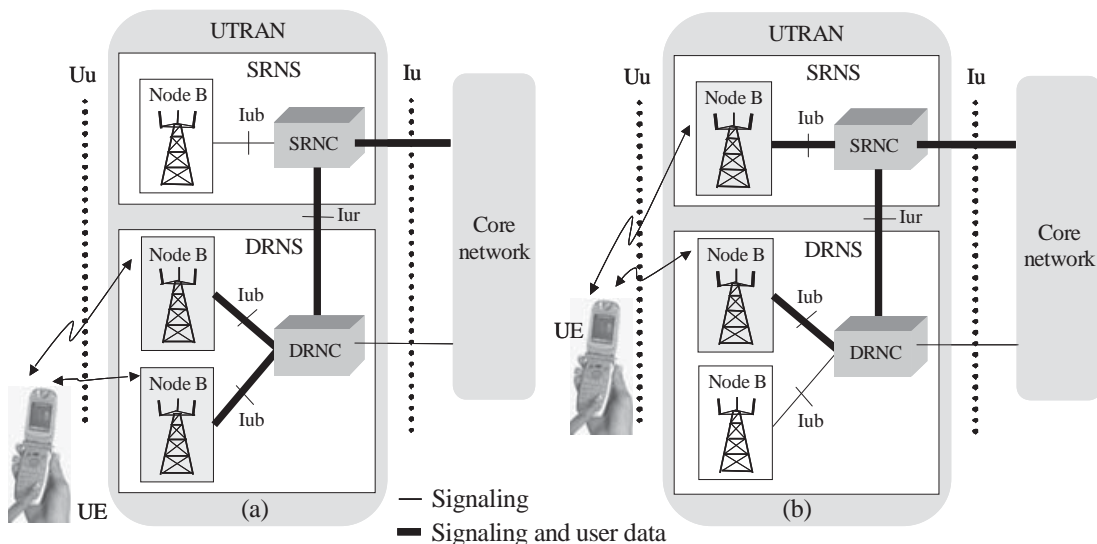 UTRAN
SRNS
Uu
Iu
Node B
Iub
SRNC
Iur
DRNS
Node B
Iub
DRNC
Node B
Iub
Core
network
UE
(a)
UTRAN
SRNS
Uu
Iu
Node B
Iub
SRNC
Iur
DRNS
Node B
Iub
DRNC
Node B
Iub
Core
network
UE
(b)
Signaling
Signaling and user data